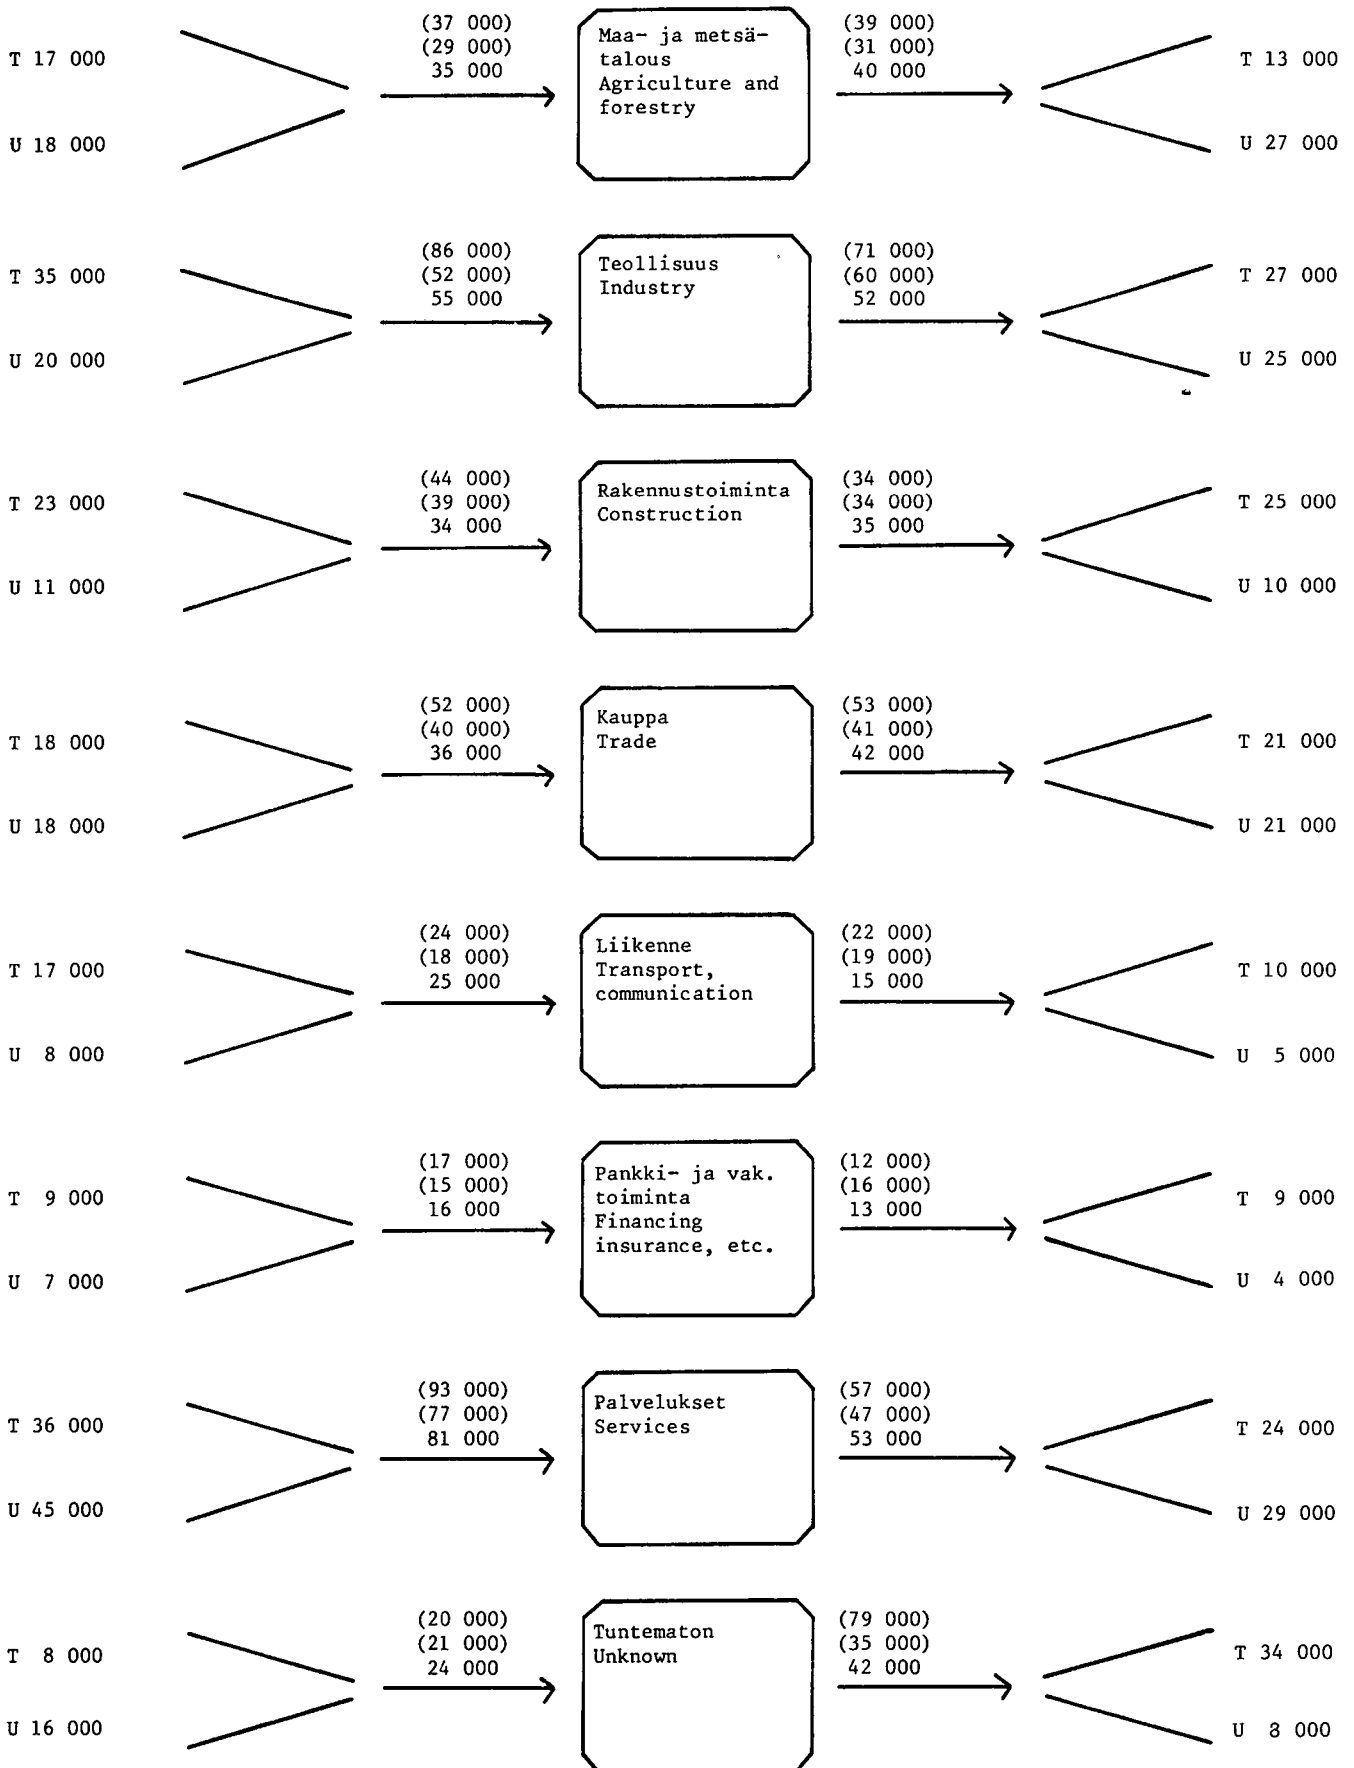 T 17 000
U 18 000
(37 000)
(29 000)
35 000
Maa- ja metsä-
talous
Agriculture and
forestry
(39 000)
(31 000)
40 000
T 13 000
U 27 000
T 35 000
U 20 000
(86 000)
(52 000)
55 000
Teollisuus
Industry
(71 000)
(60 000)
52 000
T 27 000
U 25 000
T 23 000
U 11 000
(44 000)
(39 000)
34 000
Rakennustoiminta
Construction
(34 000)
(34 000)
35 000
T 25 000
U 10 000
T 18 000
U 18 000
(52 000)
(40 000)
36 000
Kauppa
Trade
(53 000)
(41 000)
42 000
T 21 000
U 21 000
T 17 000
U 8 000
(24 000)
(18 000)
25 000
Liikenne
Transport,
communication
(22 000)
(19 000)
15 000
T 10 000
U 5 000
T 9 000
U 7 000
(17 000)
(15 000)
16 000
Pankki- ja vak.
toiminta
Financing
insurance, etc.
(12 000)
(16 000)
13 000
T 9 000
U 4 000
T 36 000
U 45 000
(93 000)
(77 000)
81 000
Palvelukset
Services
(57 000)
(47 000)
53 000
T 24 000
U 29 000
T 8 000
U 16 000
(20 000)
(21 000)
24 000
Tuntematon
Unknown
(79 000)
(35 000)
42 000
T 34 000
U 8 000